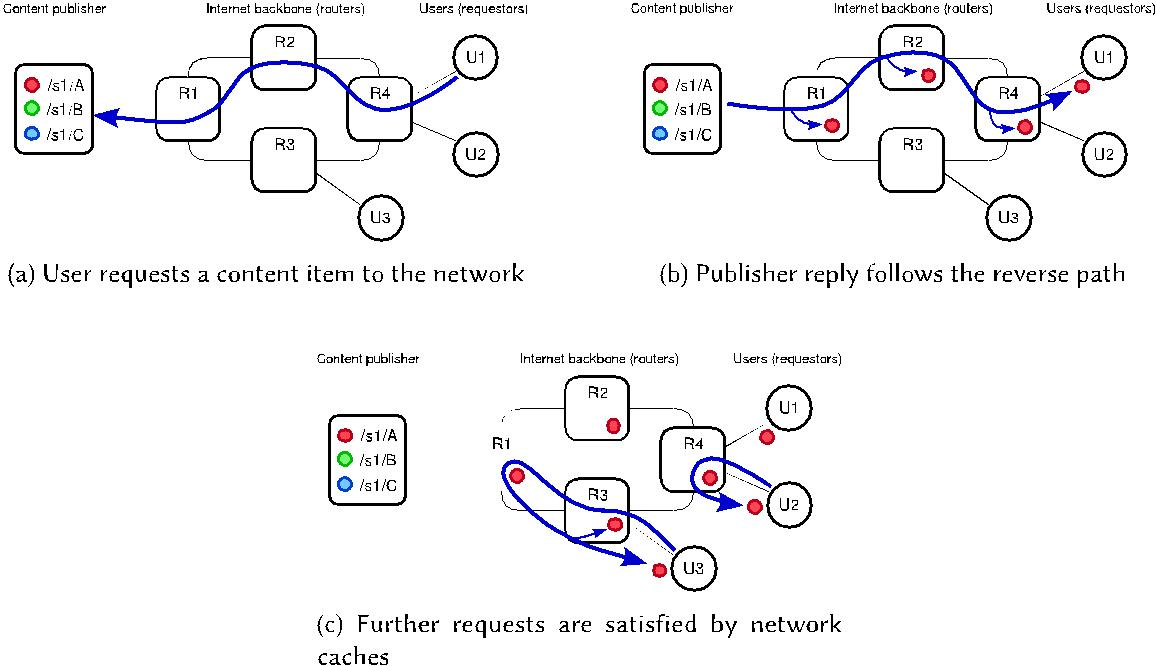 Content publisher Internet backbone (routers) Users (requestors)
R2
U1
/s1/A
R1
R4
/s1/B
/s1/C
R3
U2
U3
(a) User requests a content item to the network
Content publisher Internet backbone (routers) Users (requestors)
R2
U1
/s1/A
R1
R4
/s1/B
/s1/C
R3
U2
U3
(b) Publisher reply follows the reverse path
Content publisher Internet backbone (routers) Users (requestors)
R2
U1
/s1/A
R1
R4
/s1/B
/s1/C
R3
U2
U3
(c) Further requests are satisfied by network
caches